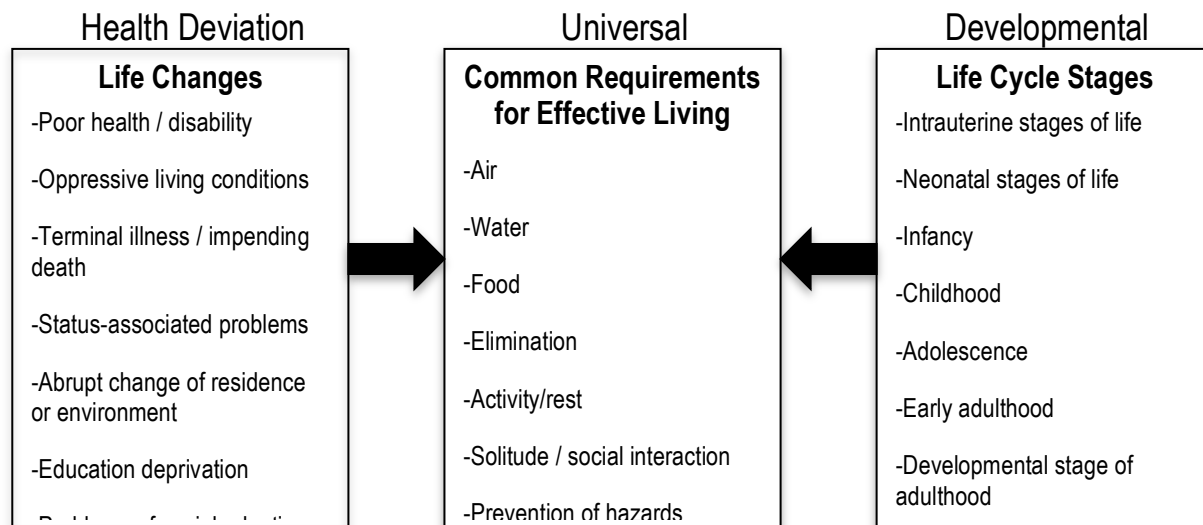 Health Deviation
Life Changes
-Poor health / disability
-Oppressive living conditions
-Terminal illness / impending
death
-Status-associated problems
-Abrupt change of residence
or environment
-Education deprivation
Universal
Common Requirements
for Effective Living
-Air
-Water
-Food
-Elimination
-Activity/rest
-Solitude / social interaction
-Prevention of hazards
Developmental
Life Cycle Stages
-Intrauterine stages of life
-Neonatal stages of life
-Infancy
-Childhood
-Adolescence
-Early adulthood
-Developmental stage of
adulthood